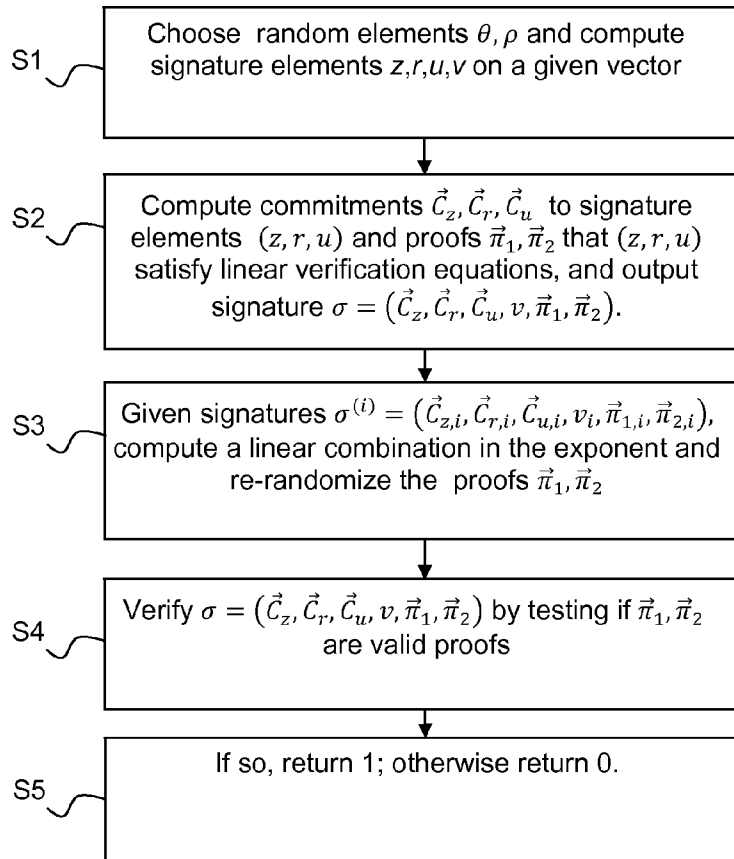 S1
Choose random elements θ, ρ and compute
signature elements z,r,u,v on a given vector
S2
Compute commitments C⃗_z, C⃗_r, C⃗_u to signature
elements (z, r, u) and proofs π⃗_1, π⃗_2 that (z, r, u)
satisfy linear verification equations, and output
signature σ = (C⃗_z, C⃗_r, C⃗_u, v, π⃗_1, π⃗_2).
S3
Given signatures σ^(i) = (C⃗_z,i, C⃗_r,i, C⃗_u,i, v_i, π⃗_1,i, π⃗_2,i),
compute a linear combination in the exponent and
re-randomize the proofs π⃗_1, π⃗_2
S4
Verify σ = (C⃗_z, C⃗_r, C⃗_u, v, π⃗_1, π⃗_2) by testing if π⃗_1, π⃗_2
are valid proofs
S5
If so, return 1; otherwise return 0.